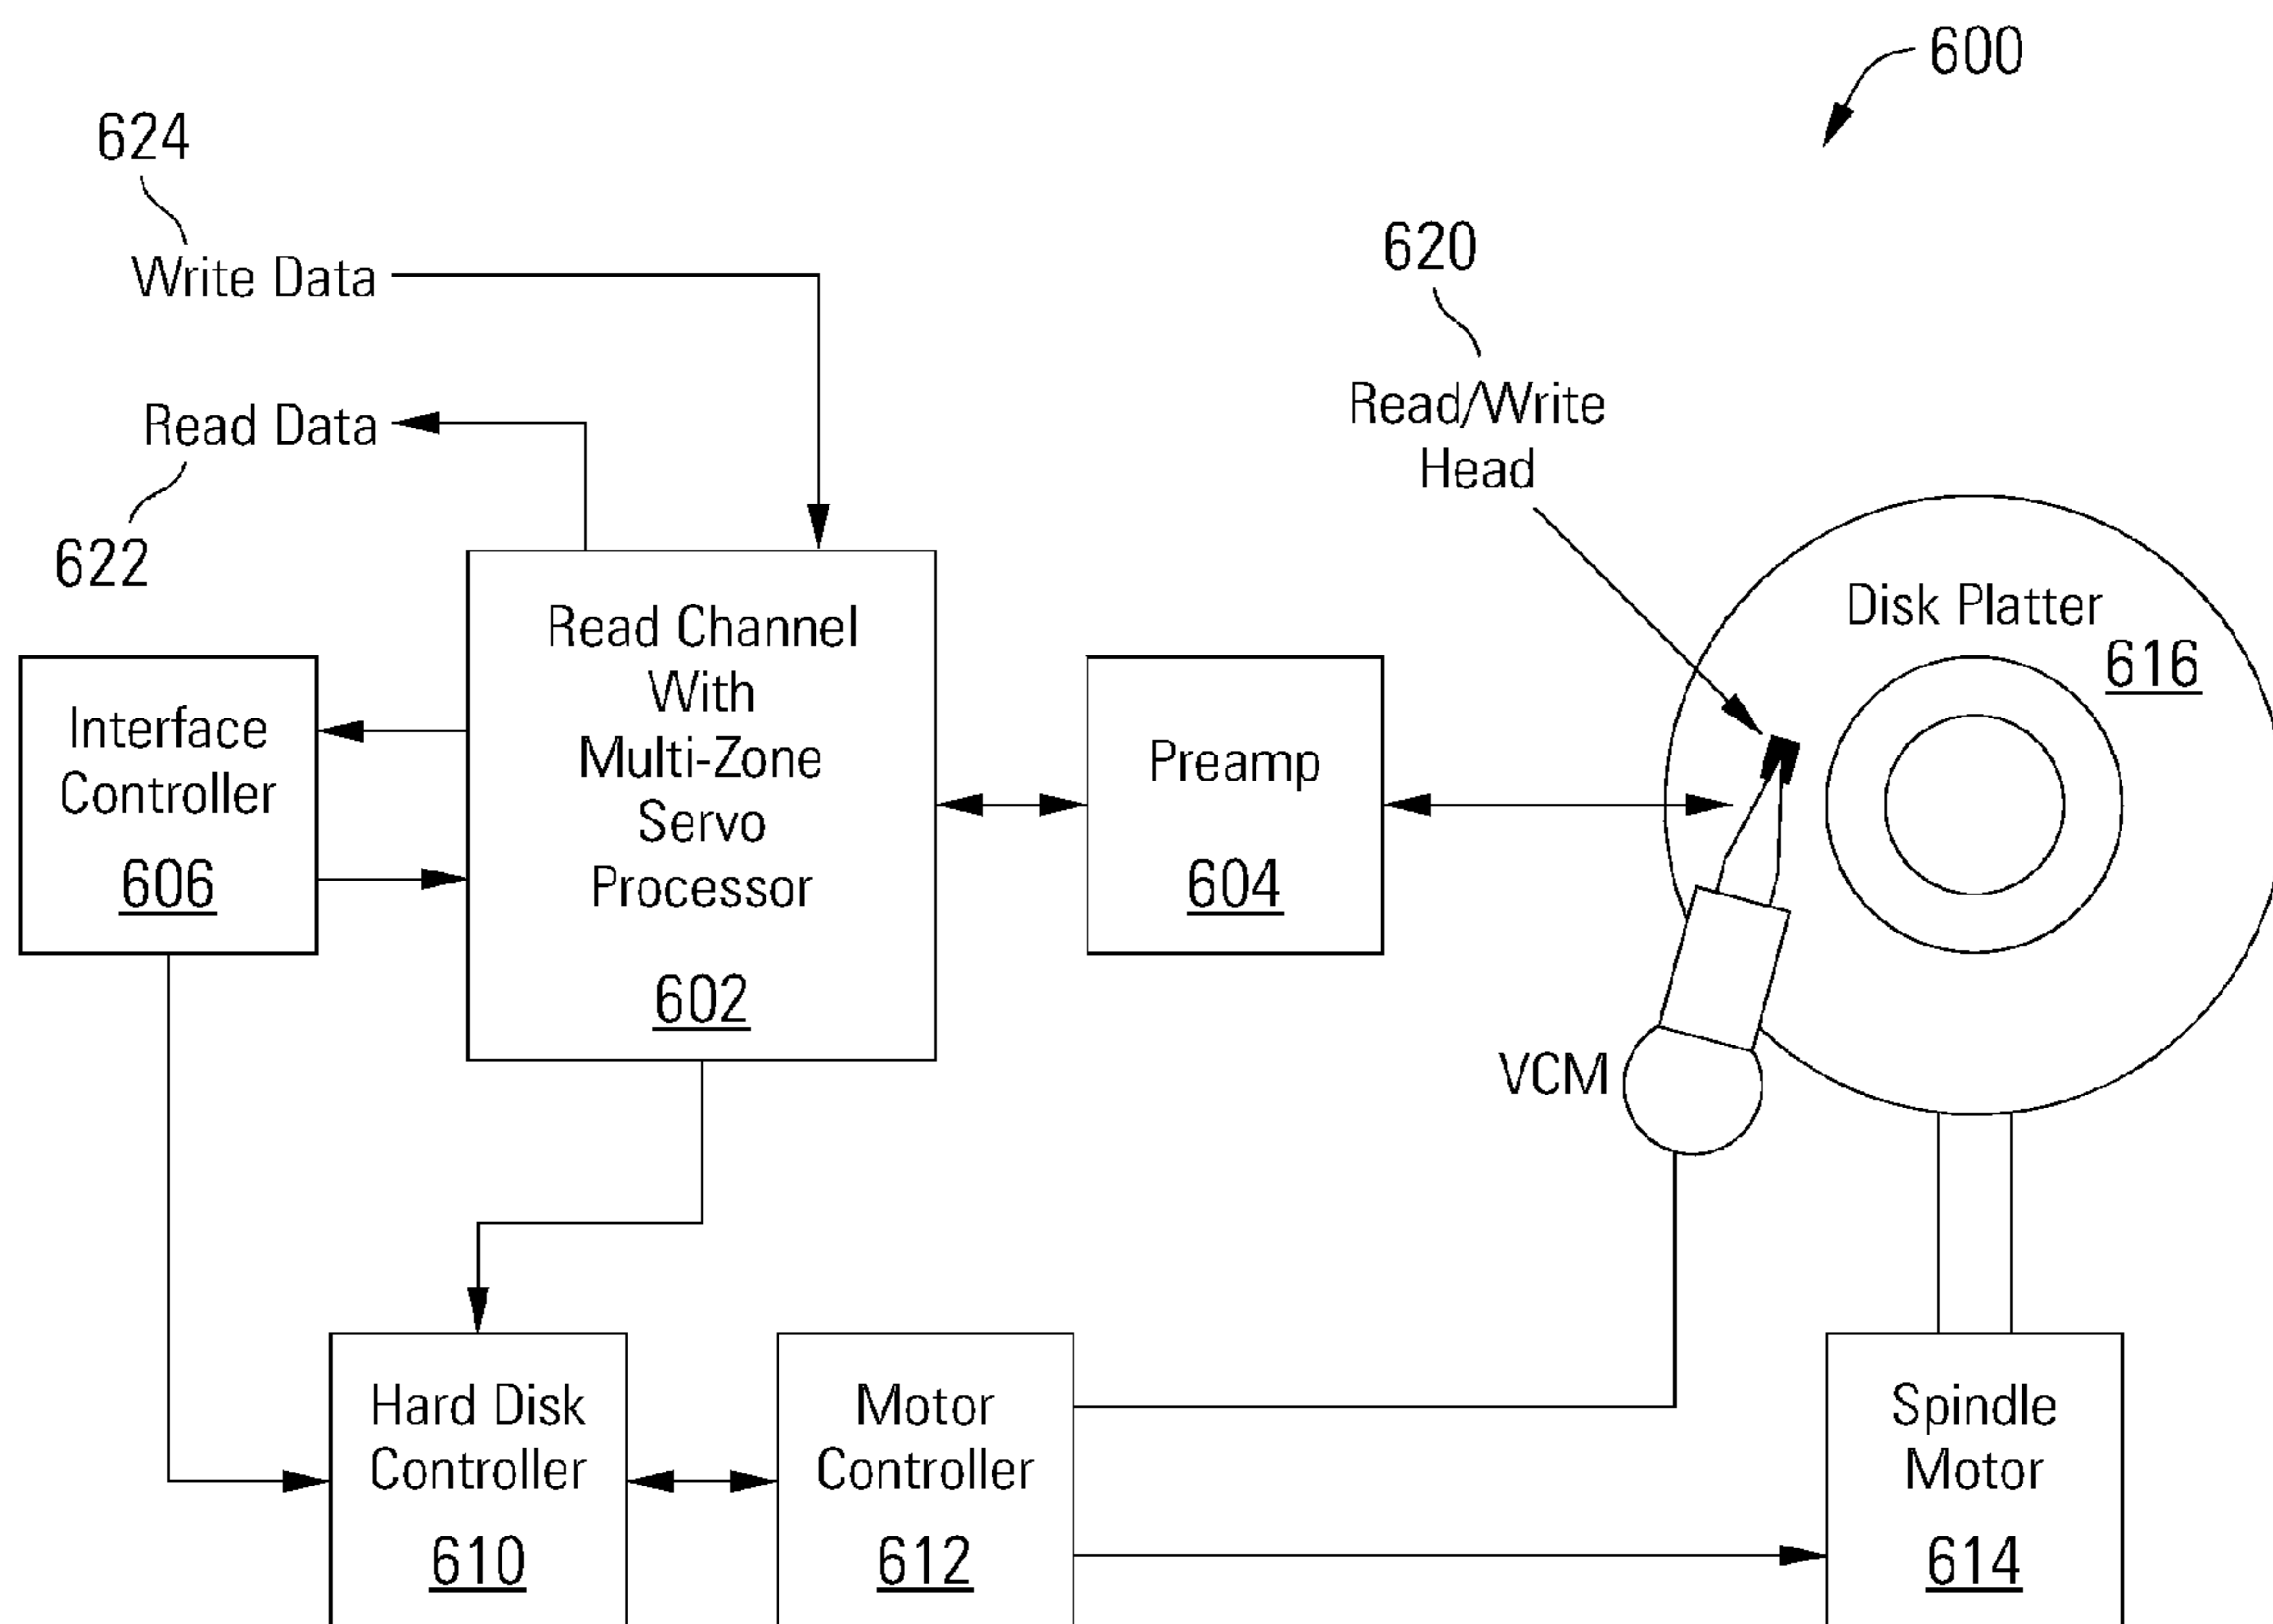 600
624
Write Data
620
Read/Write
Head
Read Data
622
Disk Platter
616
Read Channel
With
Multi-Zone
Servo
Processor
602
Interface
Controller
606
Preamp
604
VCM
Hard Disk
Controller
610
Motor
Controller
612
Spindle
Motor
614